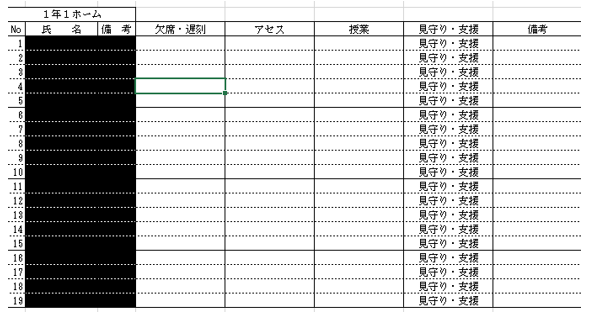 1年1ホーム
No 氏 名 備 考 欠席・遅刻 アセス 授業 見守り・支援 備考
1 見守り・支援
2 見守り・支援
3 見守り・支援
4 見守り・支援
5 見守り・支援
6 見守り・支援
7 見守り・支援
8 見守り・支援
9 見守り・支援
10 見守り・支援
11 見守り・支援
12 見守り・支援
13 見守り・支援
14 見守り・支援
15 見守り・支援
16 見守り・支援
17 見守り・支援
18 見守り・支援
19 見守り・支援